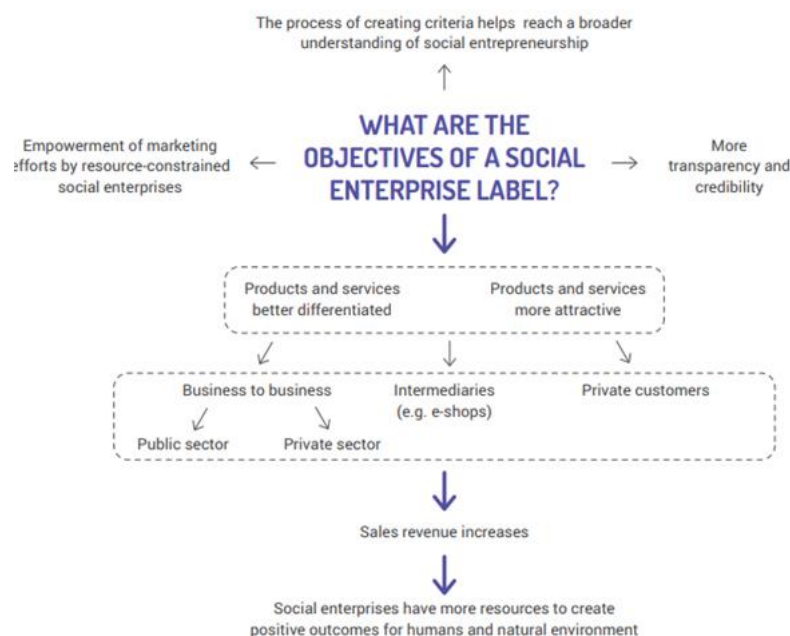 The process of creating criteria helps reach a broader
understanding of social entrepreneurship
WHAT ARE THE
OBJECTIVES OF A SOCIAL
ENTERPRISE LABEL?
Empowerment of marketing
efforts by resource-constrained
social enterprises
More
transparency and
credibility
Products and services
better differentiated
Products and services
more attractive
Business to business
Intermediaries
(e.g. e-shops)
Private customers
Public sector
Private sector
Sales revenue increases
Social enterprises have more resources to create
positive outcomes for humans and natural environment